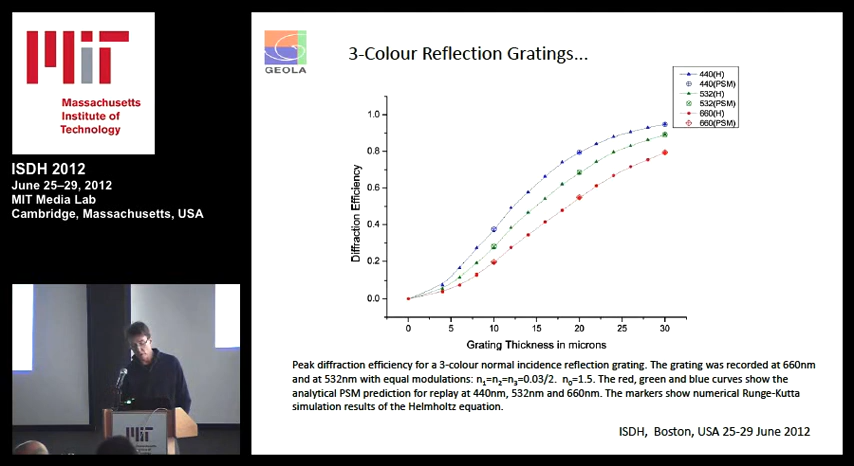 MIT
Massachusetts
Institute of
Technology
ISDH 2012
June 25–29, 2012
MIT Media Lab
Cambridge, Massachusetts, USA
GEOLA
3-Colour Reflection Gratings...
440(H)
440(PSM)
532(H)
532(PSM)
660(H)
660(PSM)
Diffraction Efficiency
1.0
0.8
0.6
0.4
0.2
0.0
0 5 10 15 20 25 30
Grating Thickness in microns
Peak diffraction efficiency for a 3-colour normal incidence reflection grating. The grating was recorded at 660nm
and at 532nm with equal modulations: n₁=n₂=n₃=0.03/2. n₀=1.5. The red, green and blue curves show the
analytical PSM prediction for replay at 440nm, 532nm and 660nm. The markers show numerical Runge-Kutta
simulation results of the Helmholtz equation.
ISDH, Boston, USA 25-29 June 2012
MIT